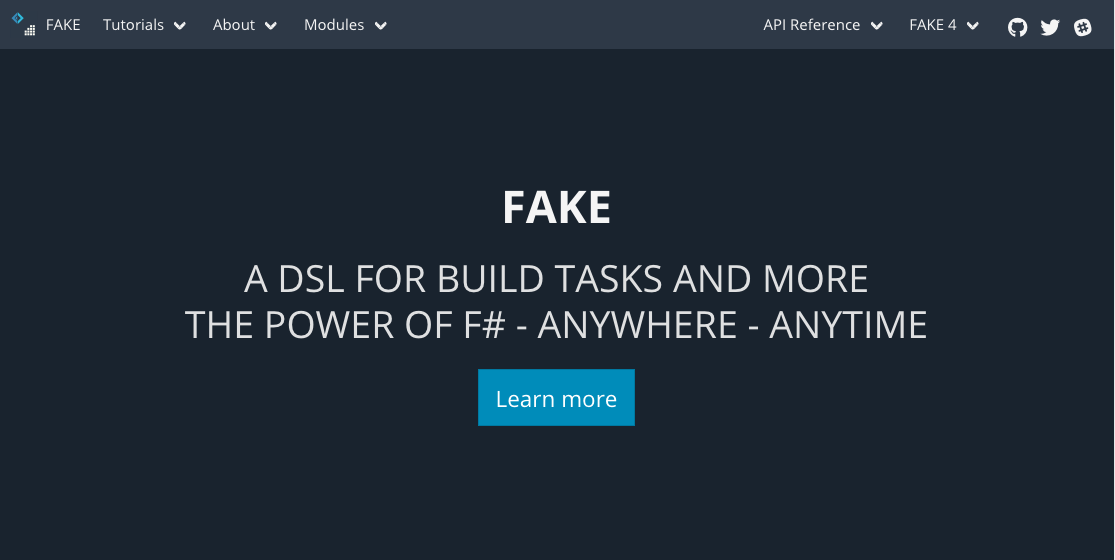 FAKE Tutorials About Modules API Reference FAKE 4
FAKE
A DSL FOR BUILD TASKS AND MORE
THE POWER OF F# - ANYWHERE - ANYTIME
Learn more